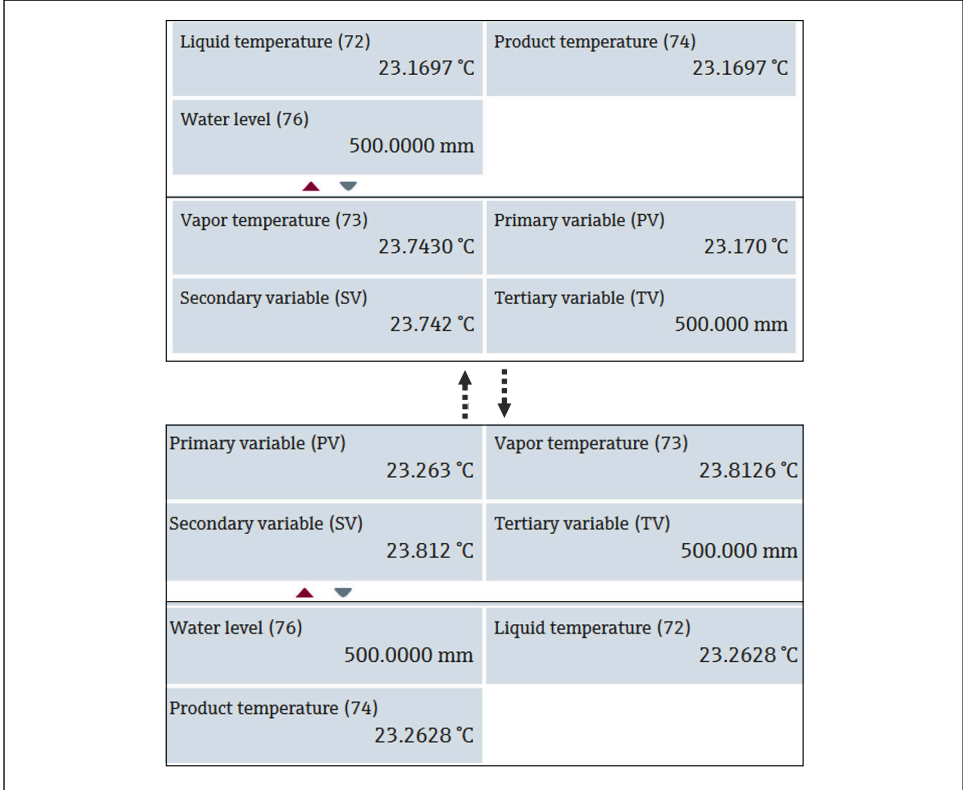 Liquid temperature (72)
23.1697 °C
Product temperature (74)
23.1697 °C
Water level (76)
500.0000 mm
Vapor temperature (73)
23.7430 °C
Primary variable (PV)
23.170 °C
Secondary variable (SV)
23.742 °C
Tertiary variable (TV)
500.000 mm
Primary variable (PV)
23.263 °C
Vapor temperature (73)
23.8126 °C
Secondary variable (SV)
23.812 °C
Tertiary variable (TV)
500.000 mm
Water level (76)
500.0000 mm
Liquid temperature (72)
23.2628 °C
Product temperature (74)
23.2628 °C